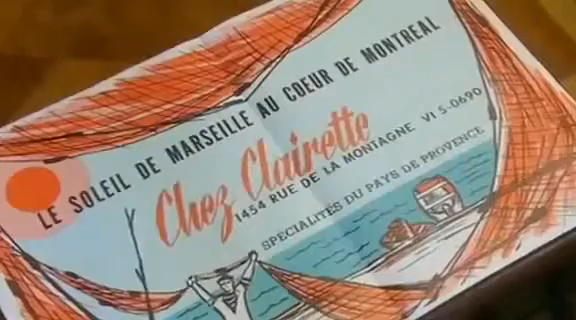 LE SOLEIL DE MARSEILLE AU COEUR DE MONTREAL
Chez Clairette
1454 RUE DE LA MONTAGNE VI 5-0690
SPECIALITÉS DU PAYS DE PROVENCE